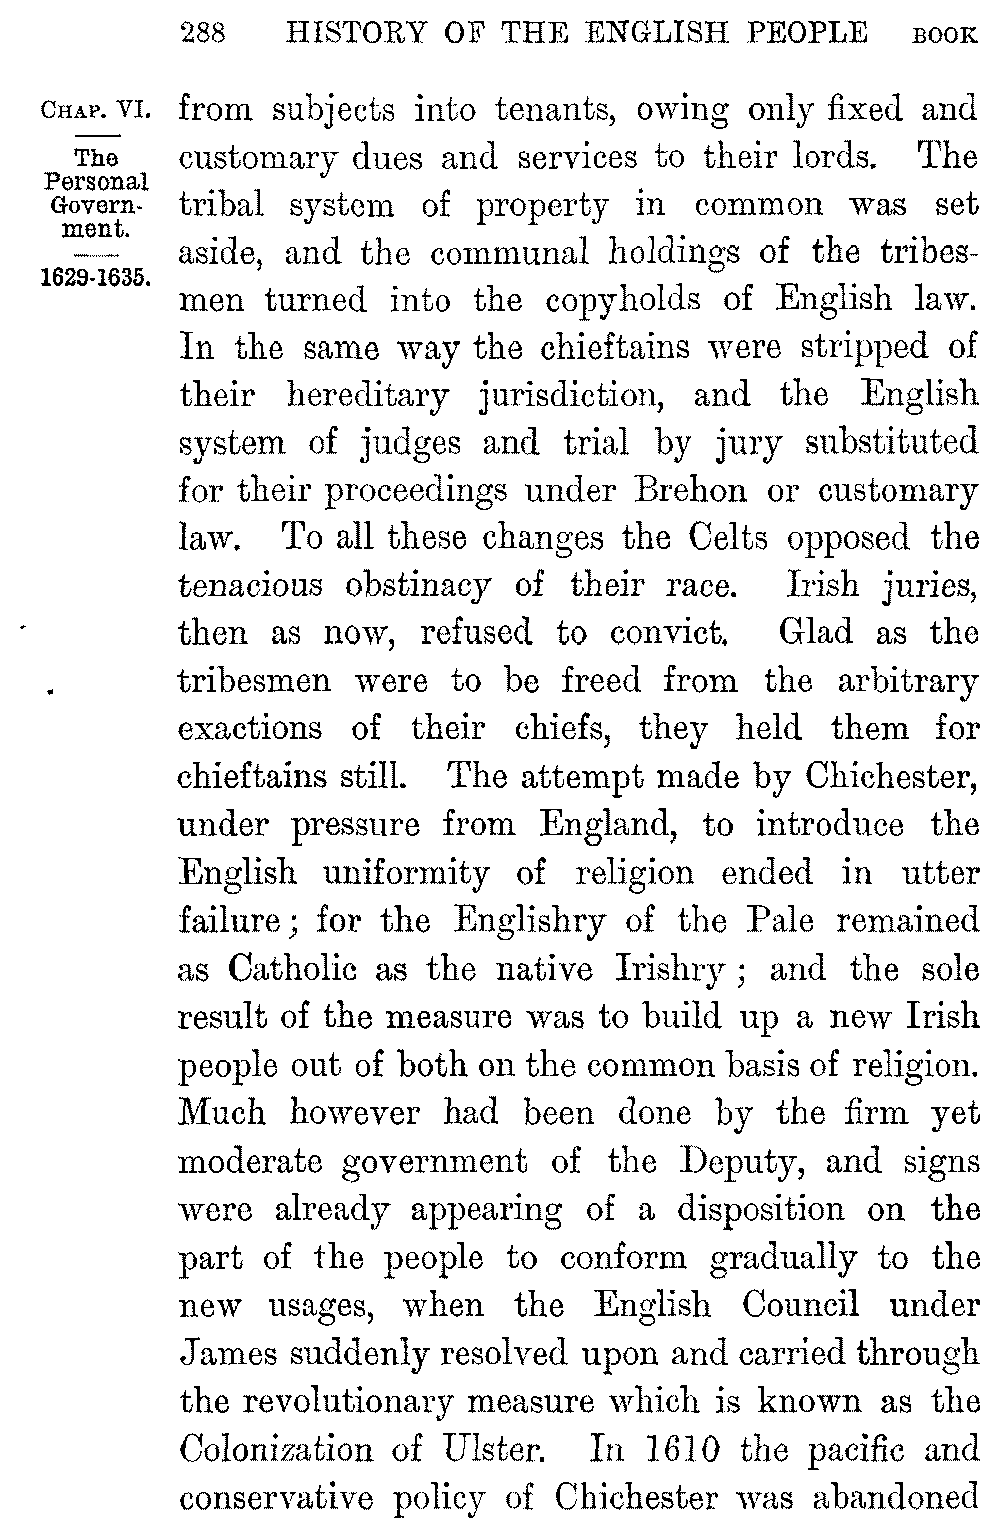 288 HISTORY OF THE ENGLISH PEOPLE BOOK
CHAP. VI.
The
Personal
Govern-
ment.
1629-1635.
from subjects into tenants, owing only fixed and
customary dues and services to their lords. The
tribal system of property in common was set
aside, and the communal holdings of the tribes-
men turned into the copyholds of English law.
In the same way the chieftains were stripped of
their hereditary jurisdiction, and the English
system of judges and trial by jury substituted
for their proceedings under Brehon or customary
law. To all these changes the Celts opposed the
tenacious obstinacy of their race. Irish juries,
then as now, refused to convict. Glad as the
tribesmen were to be freed from the arbitrary
exactions of their chiefs, they held them for
chieftains still. The attempt made by Chichester,
under pressure from England, to introduce the
English uniformity of religion ended in utter
failure; for the Englishry of the Pale remained
as Catholic as the native Irishry; and the sole
result of the measure was to build up a new Irish
people out of both on the common basis of religion.
Much however had been done by the firm yet
moderate government of the Deputy, and signs
were already appearing of a disposition on the
part of the people to conform gradually to the
new usages, when the English Council under
James suddenly resolved upon and carried through
the revolutionary measure which is known as the
Colonization of Ulster. In 1610 the pacific and
conservative policy of Chichester was abandoned